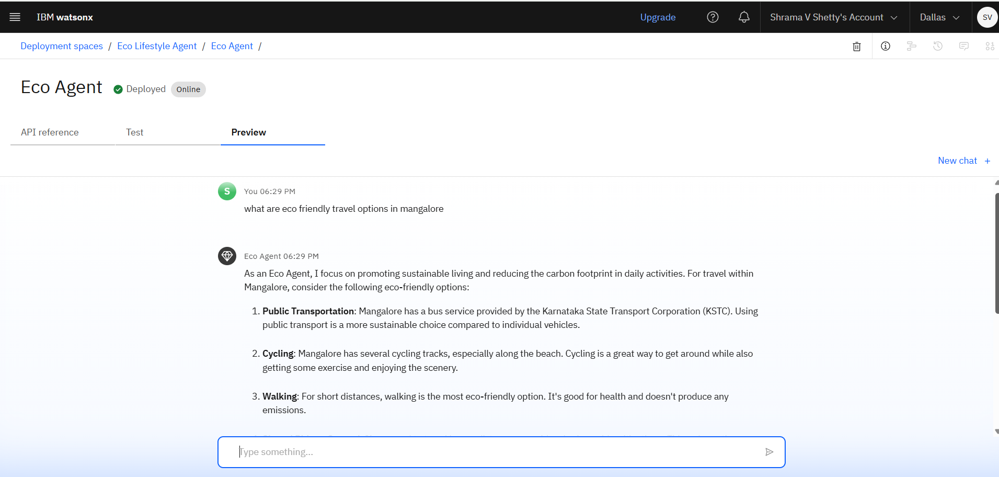 IBM watsonx
Upgrade
Shrama V Shetty's Account
Dallas
SV
Deployment spaces / Eco Lifestyle Agent / Eco Agent /
Eco Agent
Deployed
Online
API reference
Test
Preview
New chat +
S
You 06:29 PM
what are eco friendly travel options in mangalore
Eco Agent 06:29 PM
As an Eco Agent, I focus on promoting sustainable living and reducing the carbon footprint in daily activities. For travel within
Mangalore, consider the following eco-friendly options:
1. Public Transportation: Mangalore has a bus service provided by the Karnataka State Transport Corporation (KSTC). Using
public transport is a more sustainable choice compared to individual vehicles.
2. Cycling: Mangalore has several cycling tracks, especially along the beach. Cycling is a great way to get around while also
getting some exercise and enjoying the scenery.
3. Walking: For short distances, walking is the most eco-friendly option. It's good for health and doesn't produce any
emissions.
Type something...